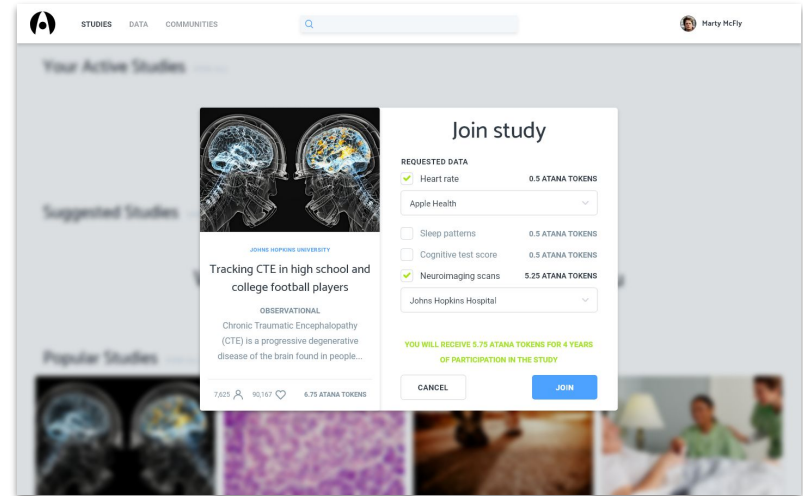 STUDIES DATA COMMUNITIES Marty McFly
Your Active Studies
Join study
REQUESTED DATA
Heart rate 0.5 ATANA TOKENS
Apple Health
Sleep patterns 0.5 ATANA TOKENS
Cognitive test score 0.5 ATANA TOKENS
Neuroimaging scans 5.25 ATANA TOKENS
Johns Hopkins Hospital
YOU WILL RECEIVE 5.75 ATANA TOKENS FOR 4 YEARS
OF PARTICIPATION IN THE STUDY
CANCEL JOIN
JOHNS HOPKINS UNIVERSITY
Tracking CTE in high school and
college football players
OBSERVATIONAL
Chronic Traumatic Encephalopathy
(CTE) is a progressive degenerative
disease of the brain found in people...
7,625 90,167 6.75 ATANA TOKENS
Suggested Studies
Popular Studies